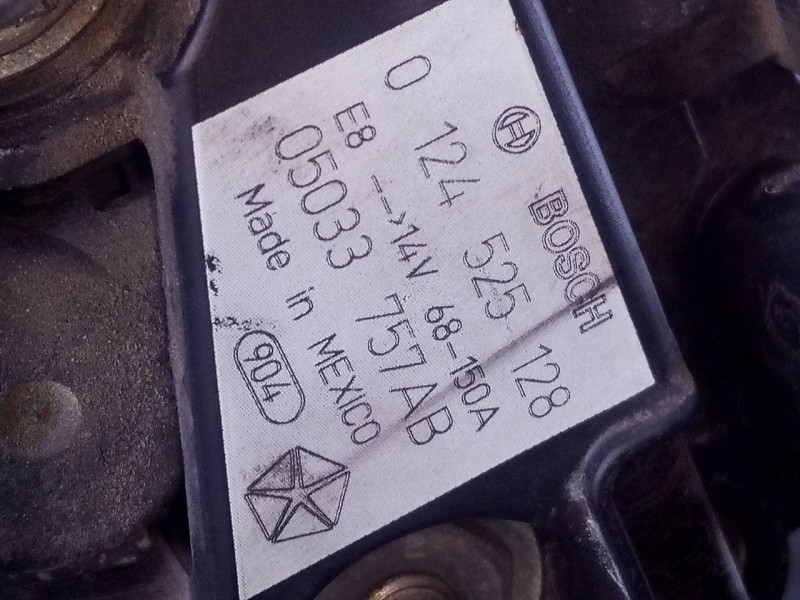 BOSCH
0 124 525 128
E8 --->14V 68-150A
05033 757AB
Made in MEXICO
904